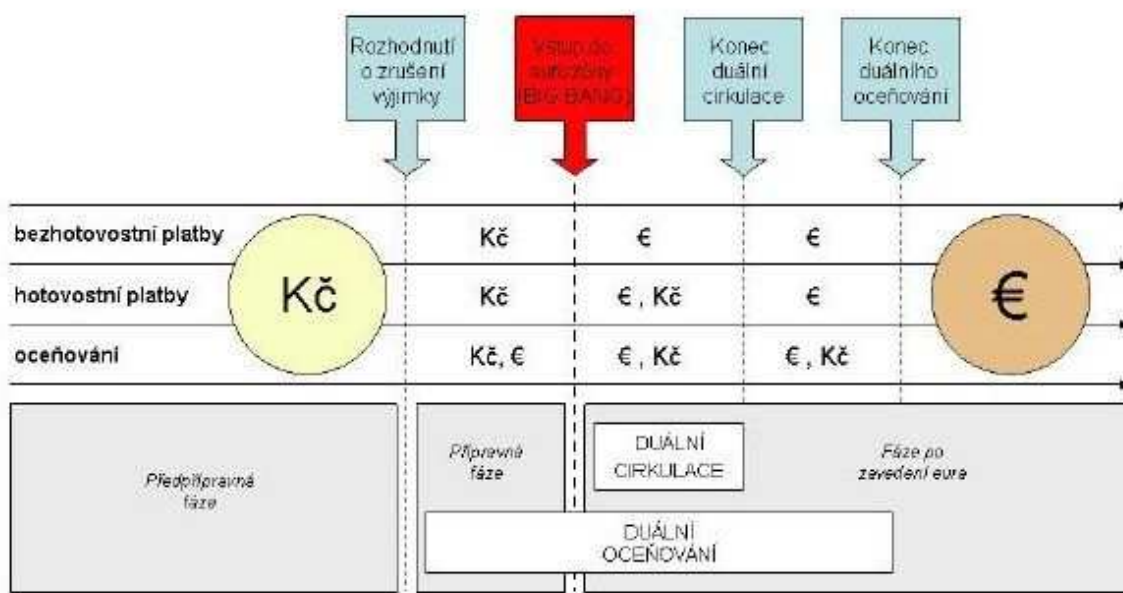 Rozhodnutí
o zrušení
výjimky
Vstup do
eurozóny
(BIG BANG)
Konec
duální
cirkulace
Konec
duálního
oceňování
bezhotovostní platby
Kč
€
€
hotovostní platby
Kč
€ , Kč
€
oceňování
Kč, €
€ , Kč
€ , Kč
Kč
€
Předpřípravná
fáze
Přípravná
fáze
DUÁLNÍ
CIRKULACE
Fáze po
zavedení eura
DUÁLNÍ
OCEŇOVÁNÍ